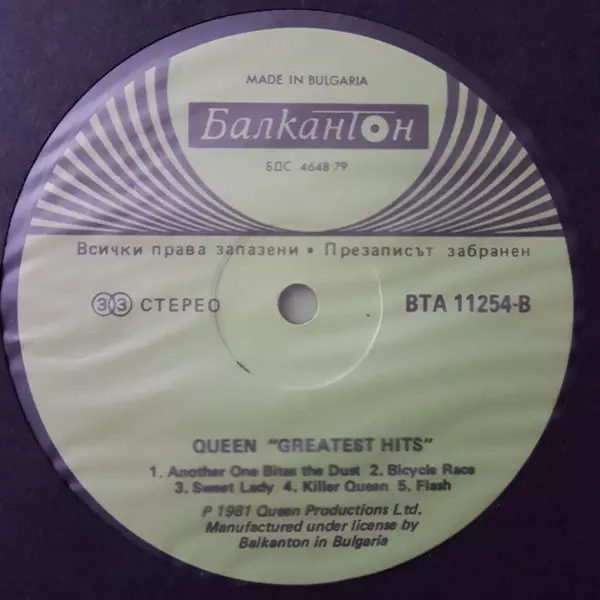 MADE IN BULGARIA
БалканТон
БДС 4648 79
Всички права запазени • Презаписът забранен
33 СТЕРЕО
ВТА 11254-В
QUEEN "GREATEST HITS"
1. Another One Bites the Dust 2. Bicycle Race
3. Sweet Lady 4. Killer Queen 5. Flash
P 1981 Queen Productions Ltd.
Manufactured under license by
Balkanton in Bulgaria